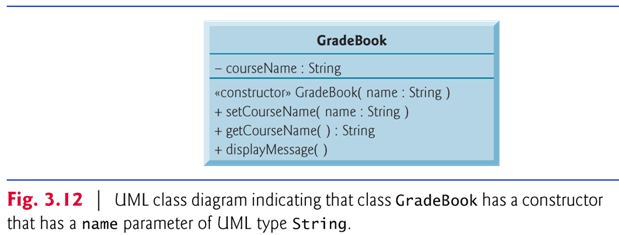 GradeBook
– courseName : String
«constructor» GradeBook( name : String )
+ setCourseName( name : String )
+ getCourseName( ) : String
+ displayMessage( )
Fig. 3.12 | UML class diagram indicating that class GradeBook has a constructor
that has a name parameter of UML type String.